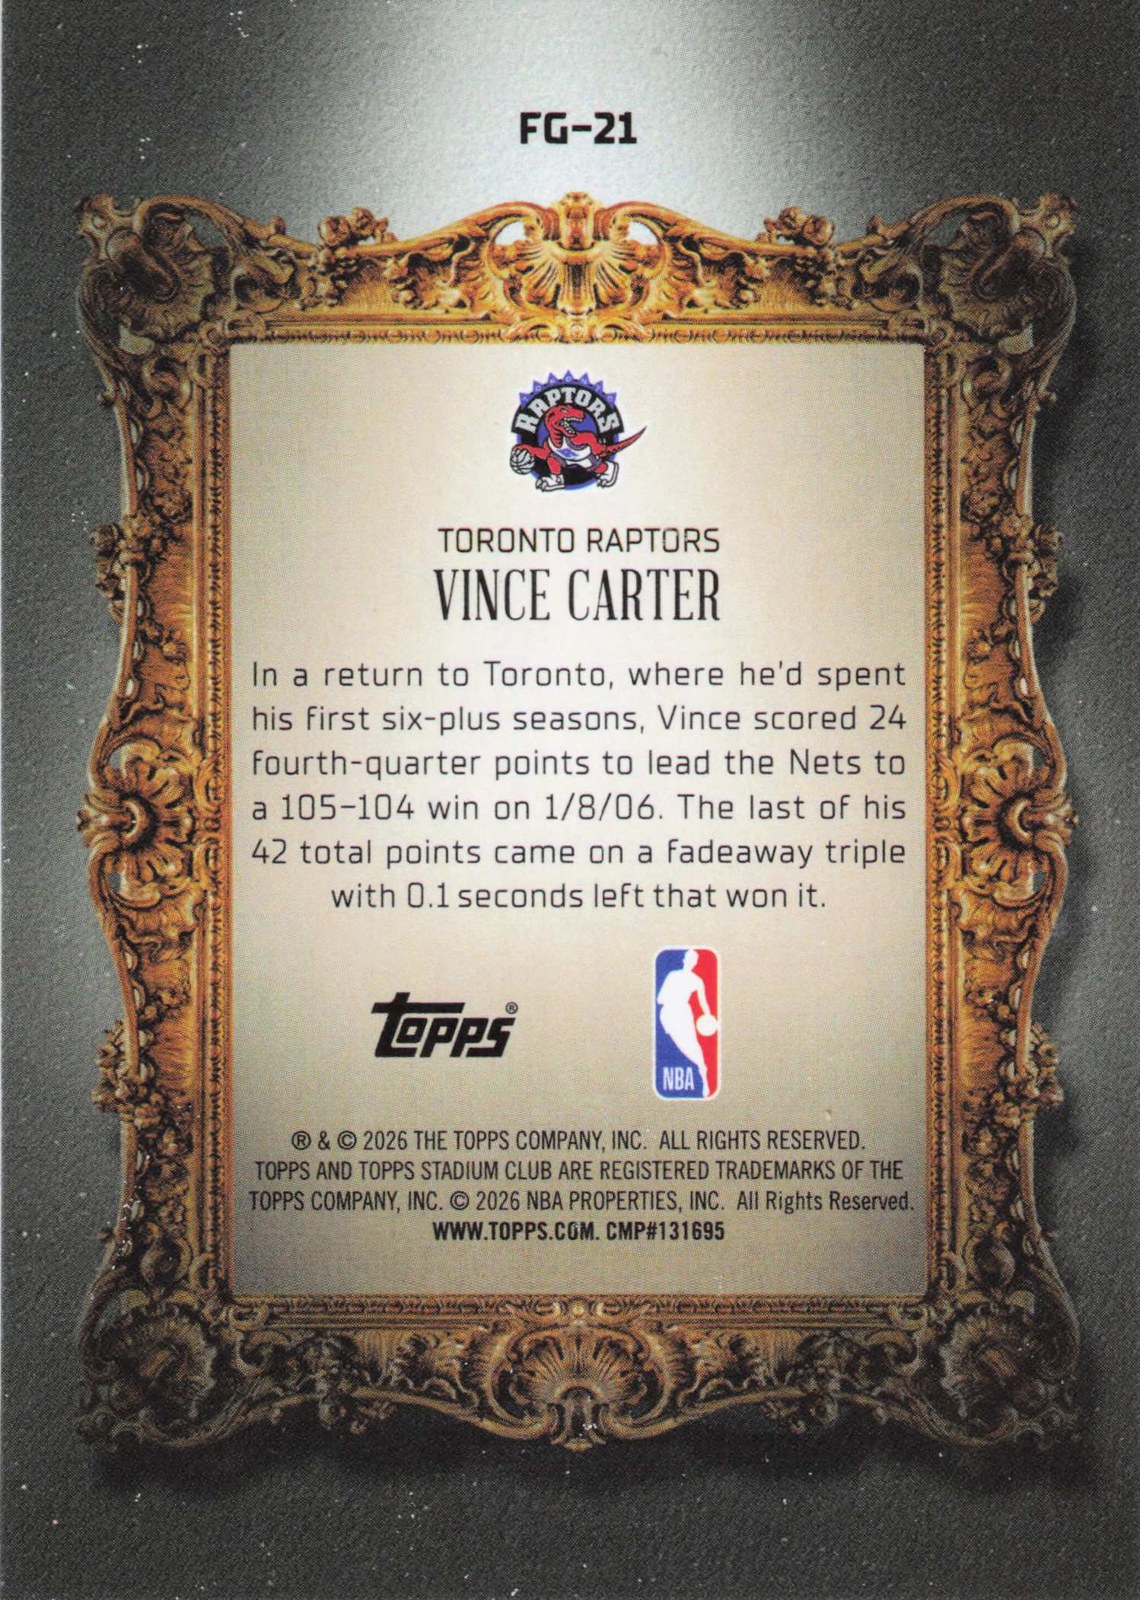 FG-21
RAPTORS
TORONTO RAPTORS
VINCE CARTER
In a return to Toronto, where he'd spent
his first six-plus seasons, Vince scored 24
fourth-quarter points to lead the Nets to
a 105-104 win on 1/8/06. The last of his
42 total points came on a fadeaway triple
with 0.1 seconds left that won it.
Topps®
NBA
® & © 2026 THE TOPPS COMPANY, INC. ALL RIGHTS RESERVED.
TOPPS AND TOPPS STADIUM CLUB ARE REGISTERED TRADEMARKS OF THE
TOPPS COMPANY, INC. © 2026 NBA PROPERTIES, INC. All Rights Reserved.
WWW.TOPPS.COM. CMP#131695